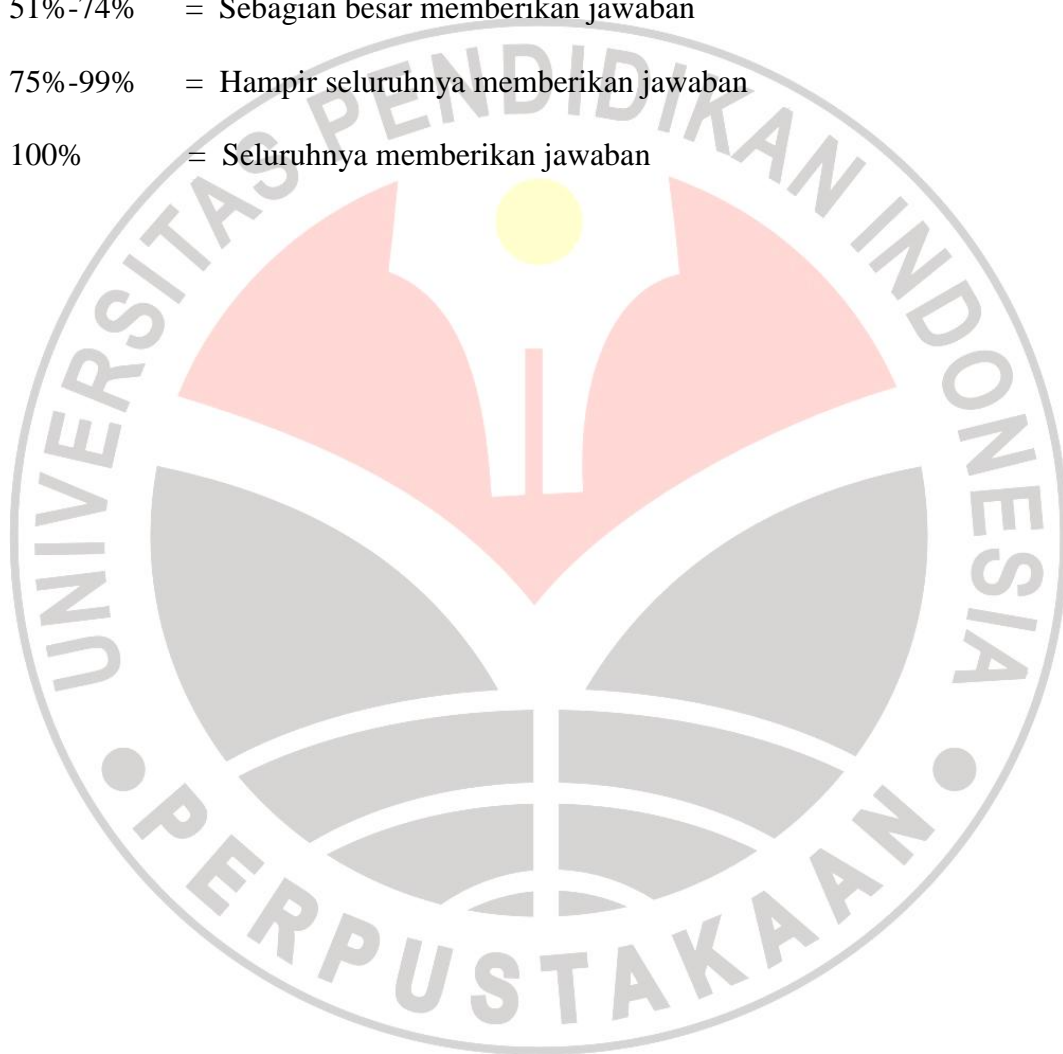 51%-74% = Sebagian besar memberikan jawaban
75%-99% = Hampir seluruhnya memberikan jawaban
100% = Seluruhnya memberikan jawaban
UNIVERSITAS PENDIDIKAN INDONESIA
PERPUSTAKAAN